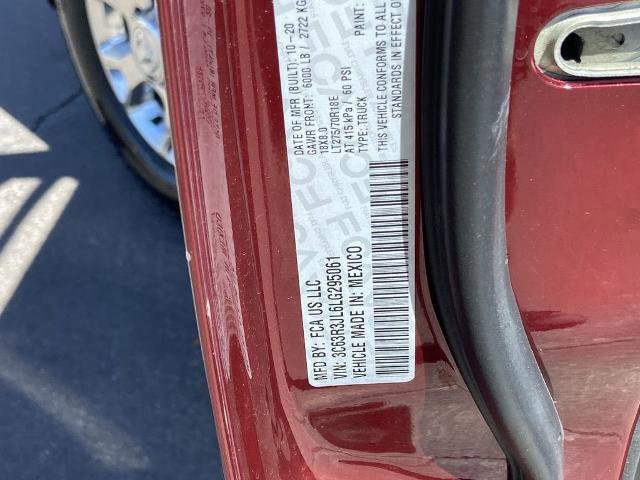 MFD BY: FCA US LLC
DATE OF MFR (BUILT): 10-20
GAWR FRONT: 6000 LB / 2722 KG
18X8.0
LT275/70R18E
AT 415 kPa / 60 PSI
VIN: 3C63R3JL6LG295061
TYPE: TRUCK
VEHICLE MADE IN: MEXICO
PAINT:
THIS VEHICLE CONFORMS TO
STANDARDS IN EFFECT O